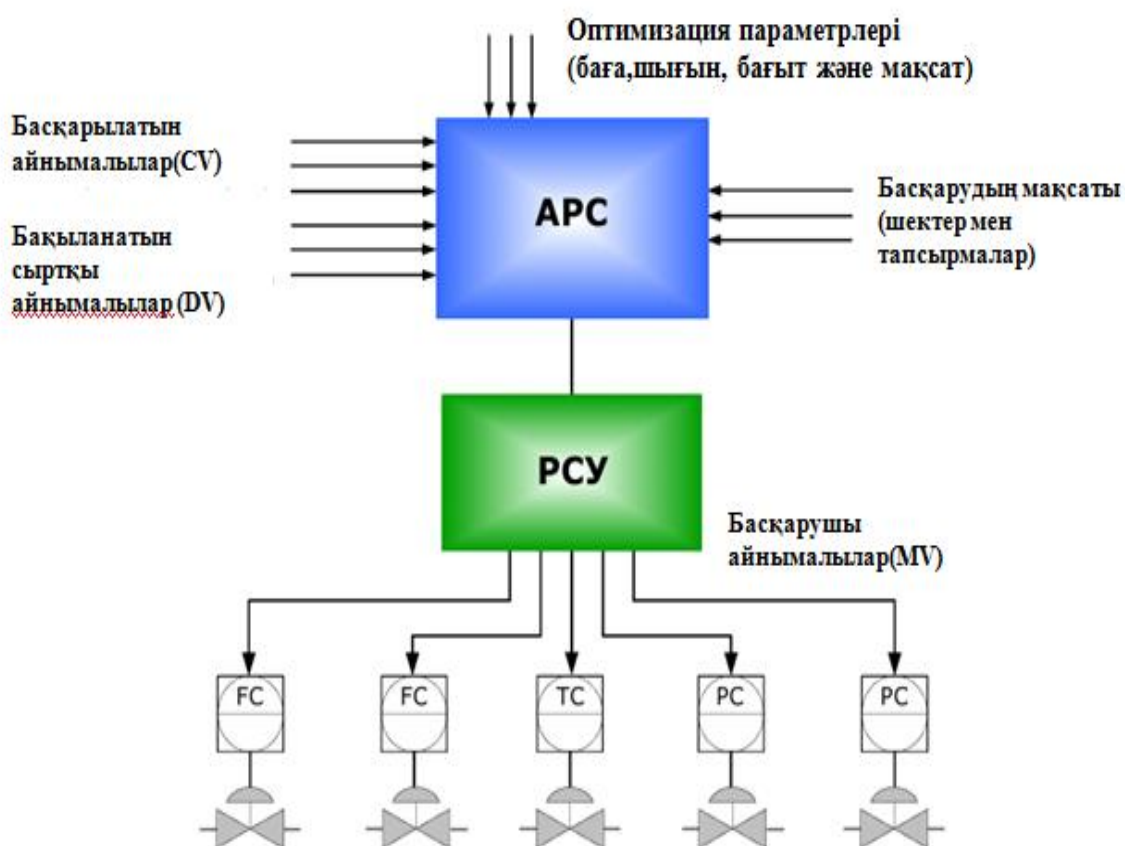 Оптимизация параметрлері
(баға,шығын, бағыт және мақсат)
Басқарылатын
айнымалылар(CV)
Бақыланатын
сыртқы
айнымалылар (DV)
APC
Басқарудың мақсаты
(шектер мен
тапсырмалар)
РСУ
Басқарушы
айнымалылар(MV)
FC
FC
TC
PC
PC